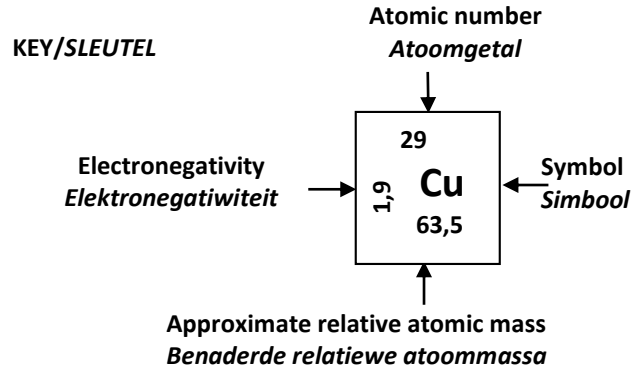 Atomic number
Atoomgetal
KEY/SLEUTEL
29
Electronegativity
Elektronegatiwiteit
1,9
Cu
Symbol
Simbool
63,5
Approximate relative atomic mass
Benaderde relatiewe atoommassa